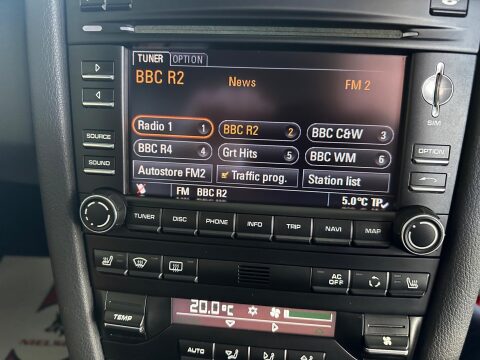 TUNER OPTION
BBC R2 News FM 2
Radio 1 1 BBC R2 2 BBC C&W 3
BBC R4 4 Grt Hits 5 BBC WM 6
Autostore FM2 Traffic prog. Station list
FM BBC R2 5.0°C TP
SIM
SOURCE
SOUND
OPTION
TUNER DISC PHONE INFO TRIP NAVI MAP
AC OFF
TEMP
20.0°C
AUTO